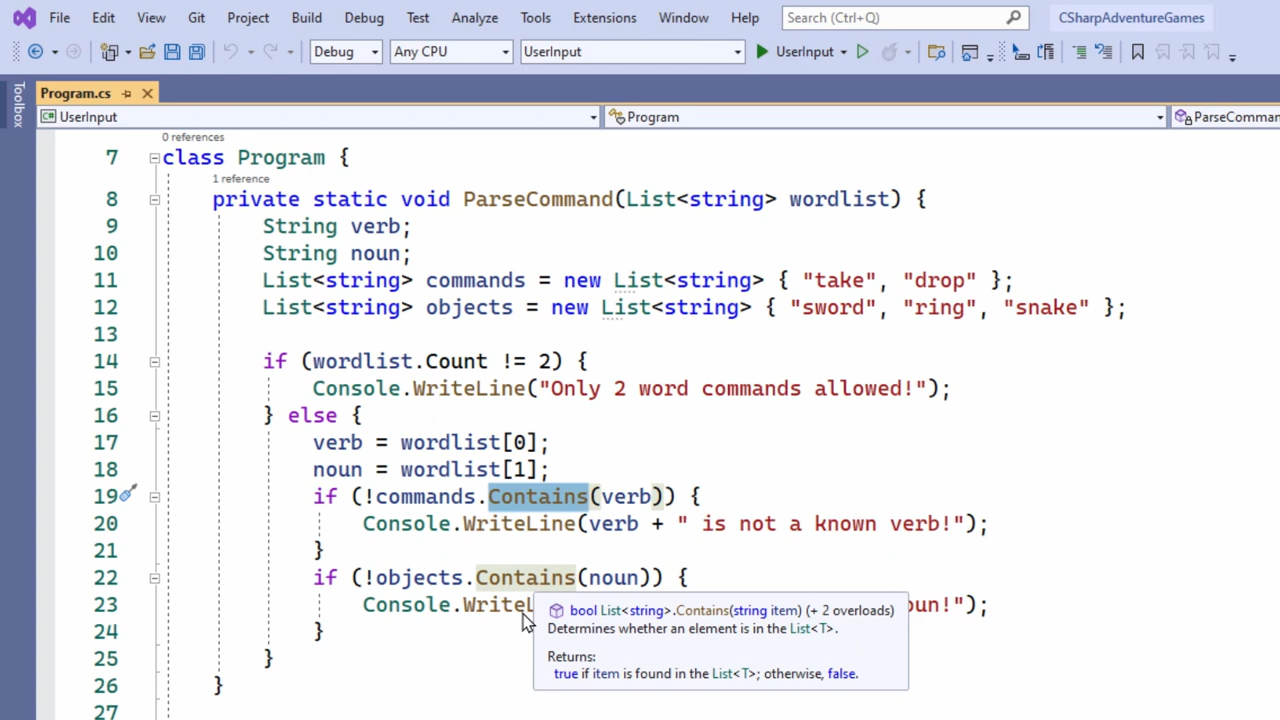 File Edit View Git Project Build Debug Test Analyze Tools Extensions Window Help Search (Ctrl+Q) CSharpAdventureGames
Debug Any CPU UserInput UserInput
Toolbox
Program.cs
C# UserInput Program ParseComman
0 references
7 class Program {
1 reference
8 private static void ParseCommand(List<string> wordlist) {
9 String verb;
10 String noun;
11 List<string> commands = new List<string> { "take", "drop" };
12 List<string> objects = new List<string> { "sword", "ring", "snake" };
13
14 if (wordlist.Count != 2) {
15 Console.WriteLine("Only 2 word commands allowed!");
16 } else {
17 verb = wordlist[0];
18 noun = wordlist[1];
19 if (!commands.Contains(verb)) {
20 Console.WriteLine(verb + " is not a known verb!");
21 }
22 if (!objects.Contains(noun)) {
23 Console.WriteL oun!");
bool List<string>.Contains(string item) (+ 2 overloads)
Determines whether an element is in the List<T>.
Returns:
true if item is found in the List<T>; otherwise, false.
24 }
25 }
26 }
27